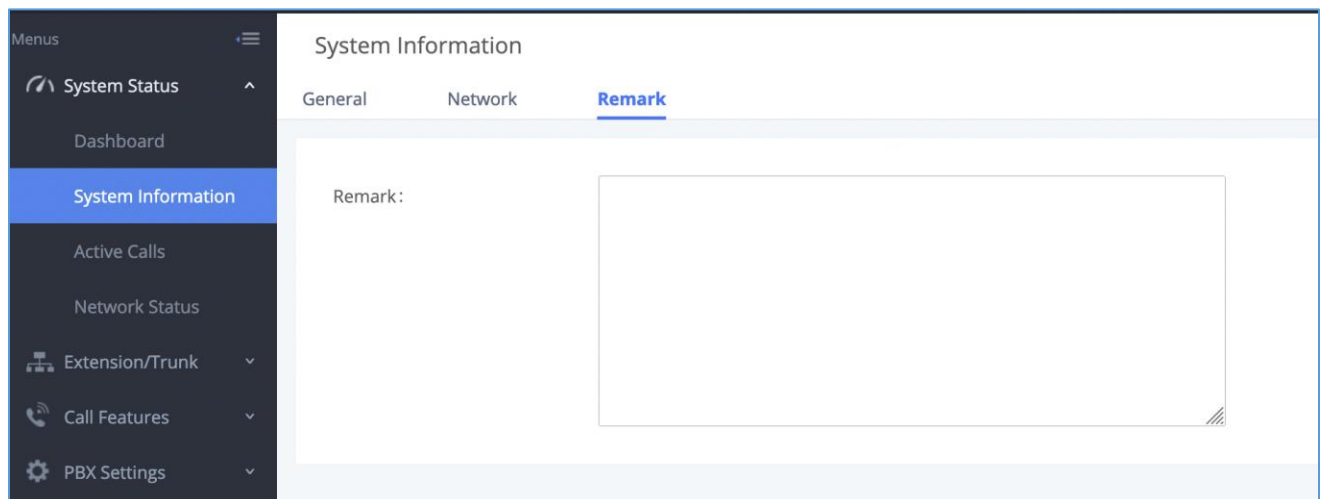 Menus
System Status
Dashboard
System Information
Active Calls
Network Status
Extension/Trunk
Call Features
PBX Settings
System Information
General Network Remark
Remark: